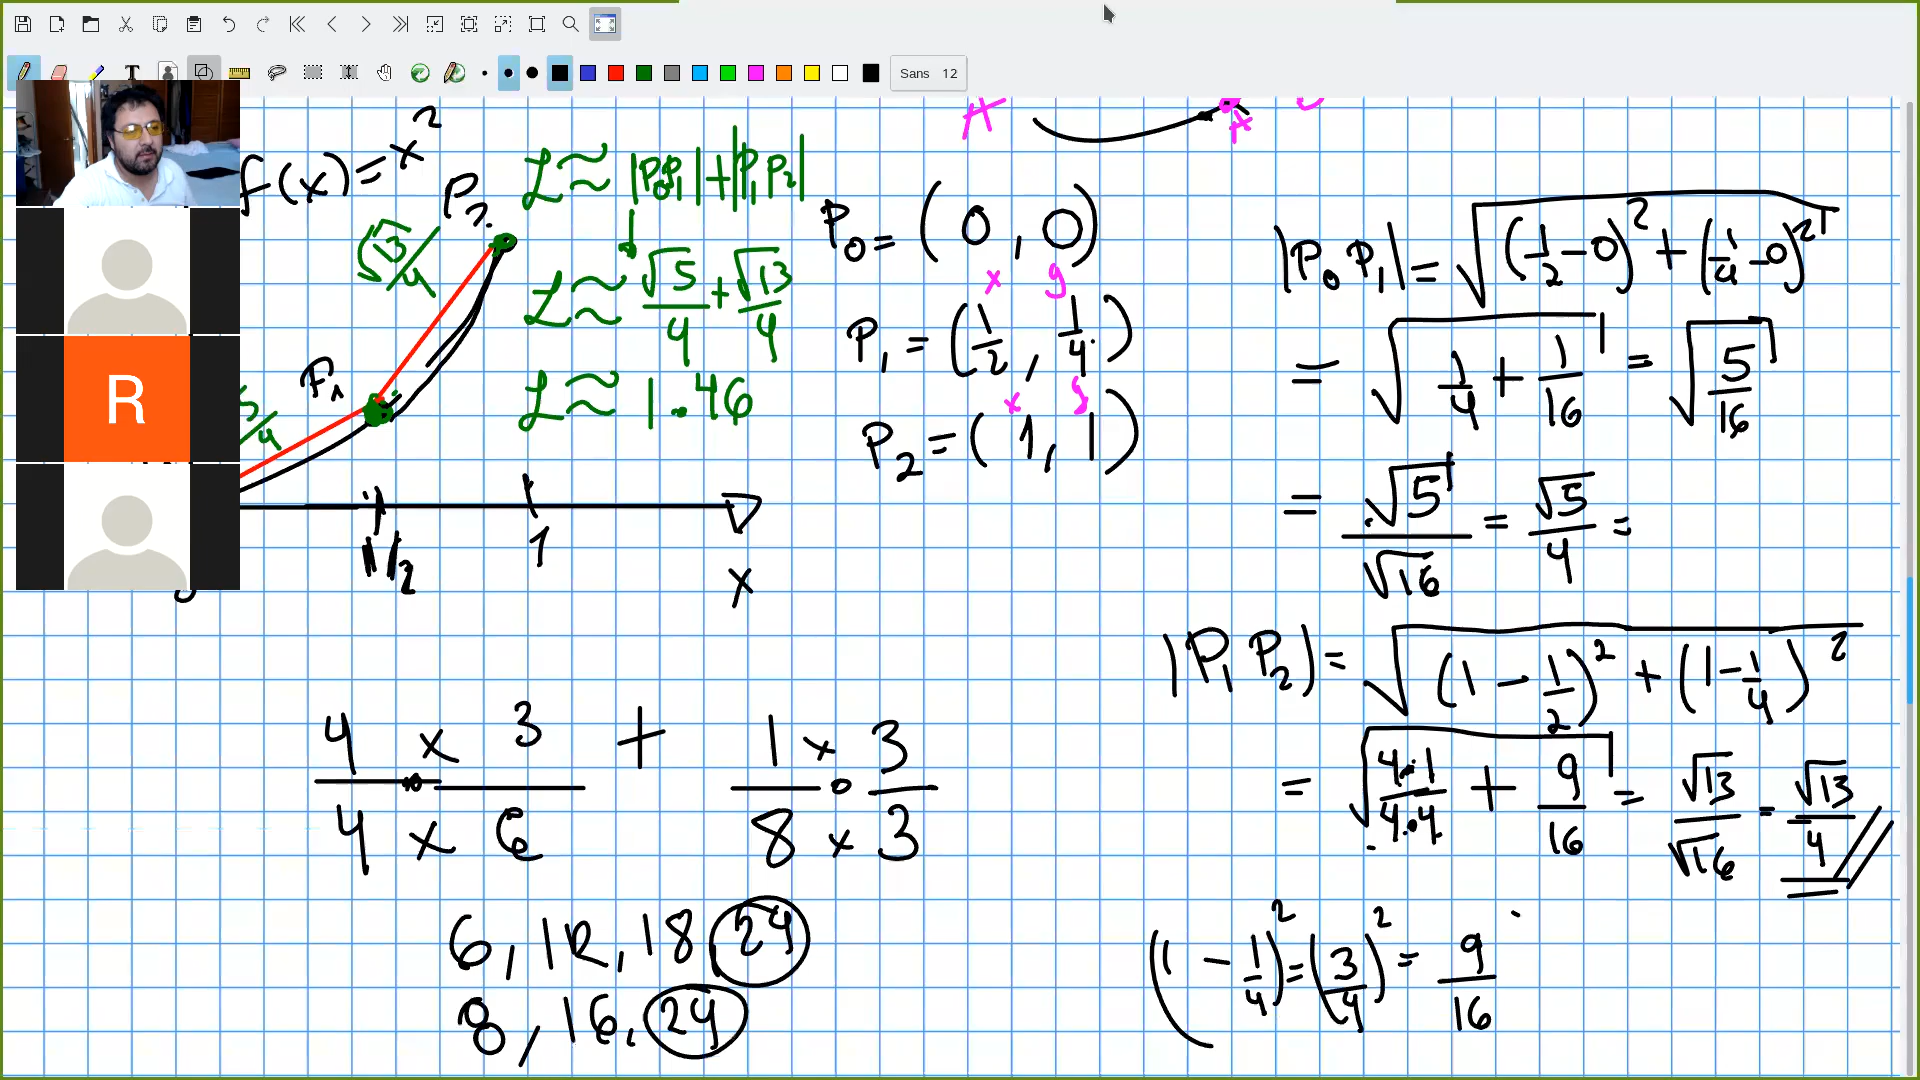 Sans 12
f(x)=x²
P₂
√13/4
P₁
5/4
1/2
1
x
R
L≈|P₀P₁|+|P₁P₂|
L≈√5/4+√13/4
L≈1.46
A
P₀=(0,0)
x y
P₁=(1/2,1/4)
x y
P₂=(1,1)
|P₀P₁|=√((1/2-0)²+(1/4-0)²)
=√(1/4+1/16)=√(5/16)
=√5/√16=√5/4=
|P₁P₂|=√((1-1/2)²+(1-1/4)²)
=√(4·1/4·4+9/16)=√13/√16=√13/4
(1-1/4)²=(3/4)²=9/16
4 x 3 + 1 x 3
4 x 6 8 x 3
6,12,18,24
8,16,24